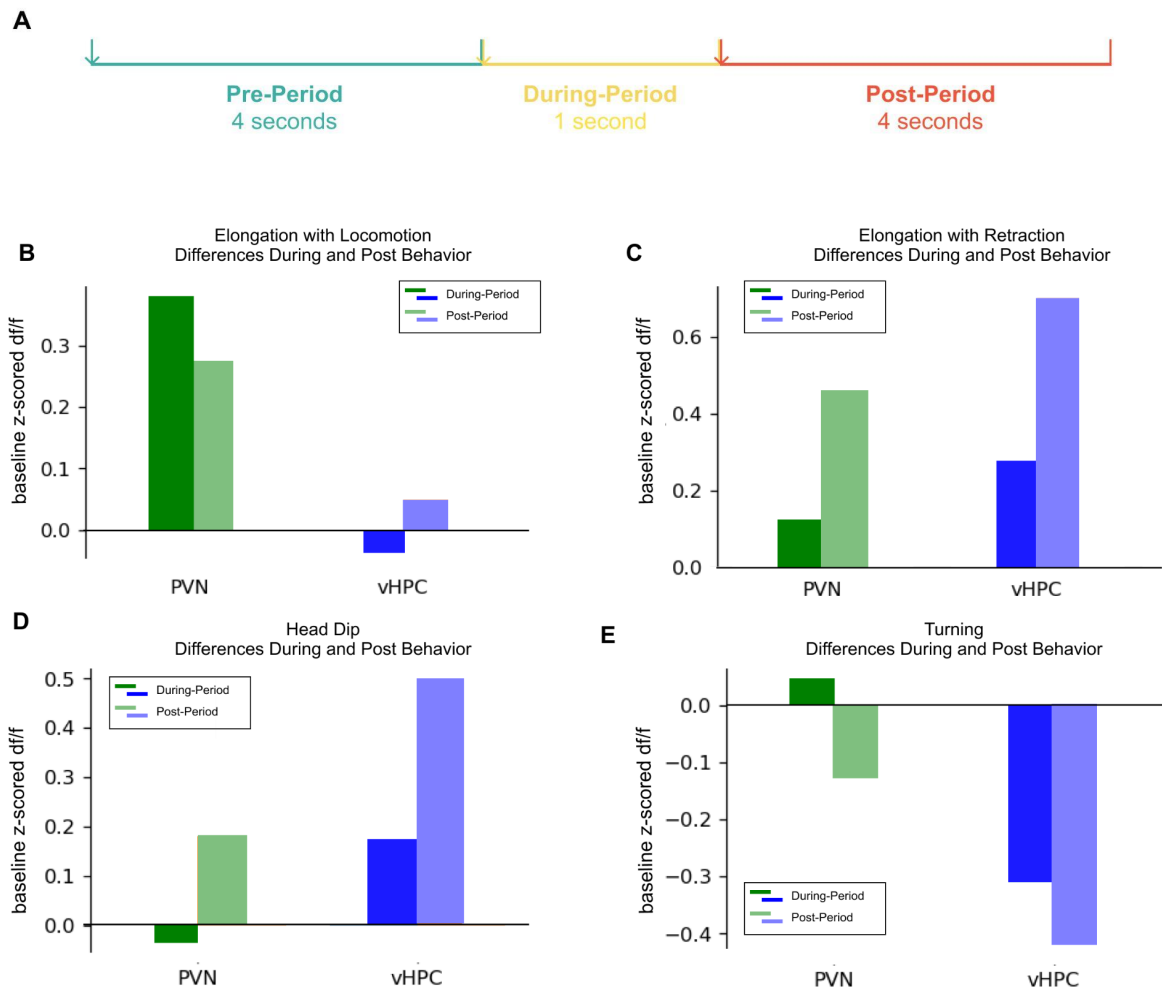 A
Pre-Period
4 seconds
During-Period
1 second
Post-Period
4 seconds
B
Elongation with Locomotion
Differences During and Post Behavior
During-Period
Post-Period
baseline z-scored df/f
0.3
0.2
0.1
0.0
PVN
vHPC
C
Elongation with Retraction
Differences During and Post Behavior
During-Period
Post-Period
baseline z-scored df/f
0.6
0.4
0.2
0.0
PVN
vHPC
D
Head Dip
Differences During and Post Behavior
During-Period
Post-Period
baseline z-scored df/f
0.5
0.4
0.3
0.2
0.1
0.0
PVN
vHPC
E
Turning
Differences During and Post Behavior
baseline z-scored df/f
0.0
−0.1
−0.2
−0.3
−0.4
During-Period
Post-Period
PVN
vHPC